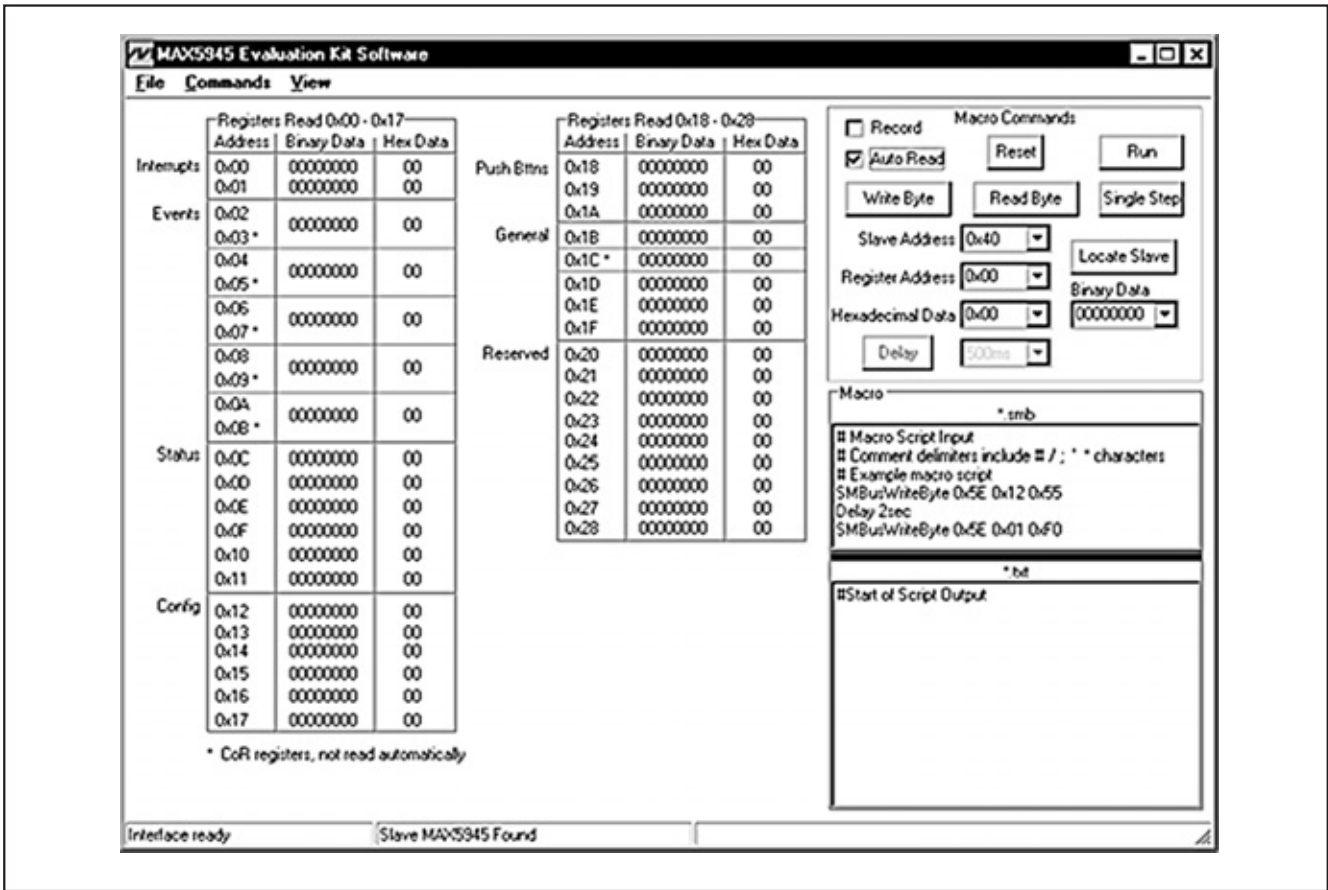 MAX5945 Evaluation Kit Software
File Commands View
Registers Read 0x00 - 0x17
Address Binary Data Hex Data
Interrupts 0x00 00000000 00
0x01 00000000 00
Events 0x02
00000000 00
0x03 *
0x04
00000000 00
0x05 *
0x06
00000000 00
0x07 *
0x08
00000000 00
0x09 *
0x0A
00000000 00
0x0B *
Status 0x0C 00000000 00
0x0D 00000000 00
0x0E 00000000 00
0x0F 00000000 00
0x10 00000000 00
0x11 00000000 00
Config 0x12 00000000 00
0x13 00000000 00
0x14 00000000 00
0x15 00000000 00
0x16 00000000 00
0x17 00000000 00
* CoR registers, not read automatically
Registers Read 0x18 - 0x28
Address Binary Data Hex Data
Push Bttns 0x18 00000000 00
0x19 00000000 00
0x1A 00000000 00
General 0x1B 00000000 00
0x1C * 00000000 00
0x1D 00000000 00
0x1E 00000000 00
0x1F 00000000 00
Reserved 0x20 00000000 00
0x21 00000000 00
0x22 00000000 00
0x23 00000000 00
0x24 00000000 00
0x25 00000000 00
0x26 00000000 00
0x27 00000000 00
0x28 00000000 00
Macro Commands
Record
Auto Read Reset Run
Write Byte Read Byte Single Step
Slave Address 0x40
Locate Slave
Register Address 0x00
Binary Data
Hexadecimal Data 0x00 00000000
Delay 500ms
Macro
*.smb
# Macro Script Input
# Comment delimiters include # / ; ' * characters
# Example macro script
SMBusWriteByte 0x5E 0x12 0x55
Delay 2sec
SMBusWriteByte 0x5E 0x01 0xF0
*.txt
#Start of Script Output
Interface ready Slave MAX5945 Found